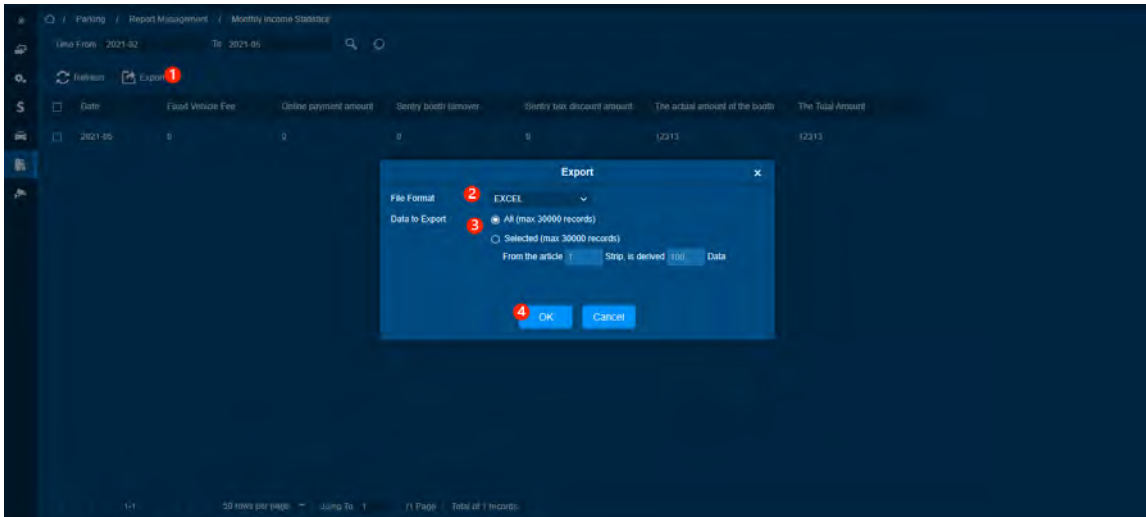 Parking / Report Management / Monthly Income Statistics
Time From 2021-02 To 2021-05
Refresh Export 1
Date Fixed Vehicle Fee Online payment amount Sentry booth turnover Sentry box discount amount The actual amount of the booth The Total Amount
2021-05 0 0 0 0 12313 12313
Export x
File Format 2 EXCEL
Data to Export 3 All (max 30000 records)
Selected (max 30000 records)
From the article 1 Strip, is derived 100 Data
4 OK Cancel
1-1 50 rows per page Jump To 1 /1 Page Total of 1 records